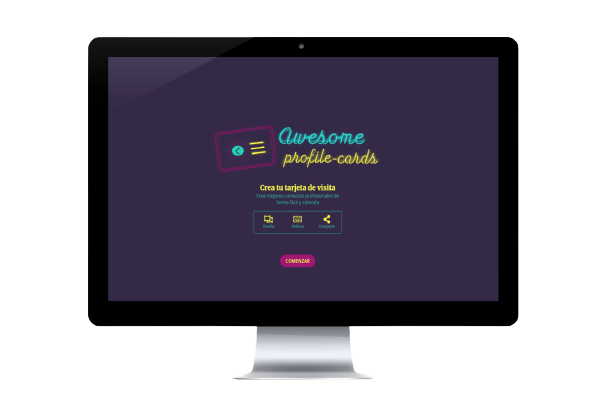 Awesome
profile-cards
Crea tu tarjeta de visita
Crea mejores contactos profesionales de
forma fácil y cómoda
Diseña Rellena Comparte
COMENZAR